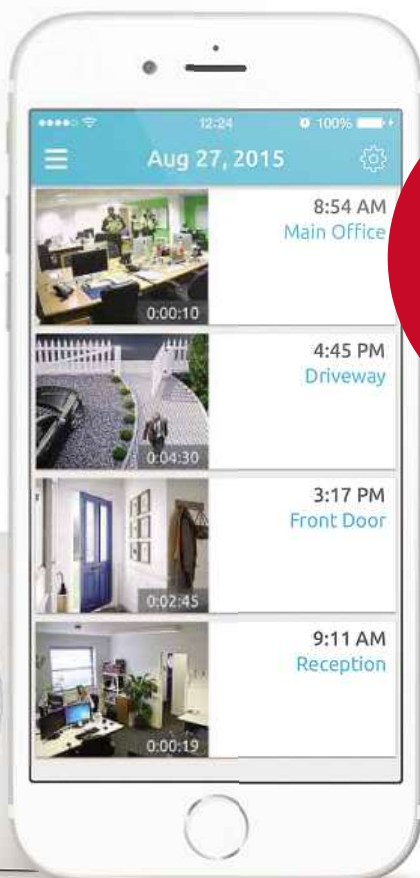 12:24
100%
Aug 27, 2015
8:54 AM
Main Office
0:00:10
4:45 PM
Driveway
0:04:30
3:17 PM
Front Door
0:02:45
9:11 AM
Reception
0:00:19